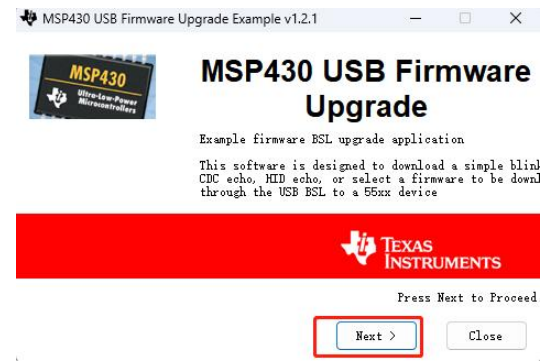 MSP430 USB Firmware Upgrade Example v1.2.1
MSP430
Ultra-Low-Power
Microcontrollers
MSP430 USB Firmware
Upgrade
Example firmware BSL upgrade application
This software is designed to download a simple
CDC echo, HID echo, or select a firmware to be
through the USB BSL to a 55xx device
TEXAS
INSTRUMENTS
Press Next to Proceed
Next >
Close